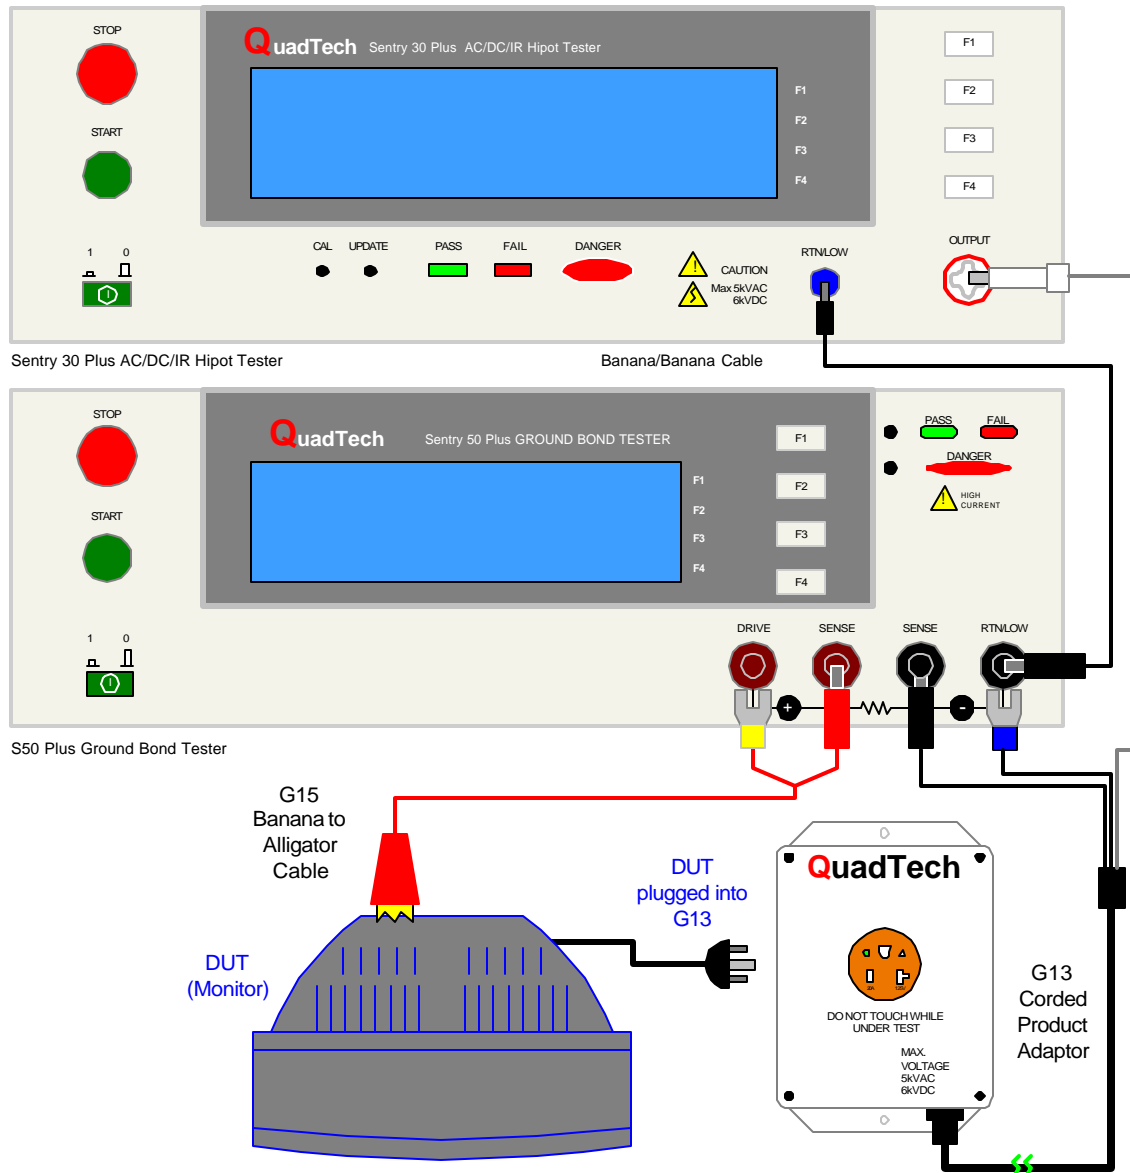 STOP
QuadTech Sentry 30 Plus AC/DC/IR Hipot Tester
F1
F2
F3
F4
F1
F2
F3
F4
START
1 0
CAL UPDATE PASS FAIL DANGER
CAUTION
Max 5kVAC
6kVDC
RTN/LOW
OUTPUT
Sentry 30 Plus AC/DC/IR Hipot Tester
Banana/Banana Cable
STOP
QuadTech Sentry 50 Plus GROUND BOND TESTER
F1
F2
F3
F4
F1
F2
F3
F4
PASS FAIL
DANGER
HIGH
CURRENT
START
1 0
DRIVE SENSE SENSE RTN/LOW
+ -
S50 Plus Ground Bond Tester
G15
Banana to
Alligator
Cable
DUT
(Monitor)
DUT
plugged into
G13
QuadTech
20A 120V
DO NOT TOUCH WHILE
UNDER TEST
MAX.
VOLTAGE
5kVAC
6kVDC
G13
Corded
Product
Adaptor